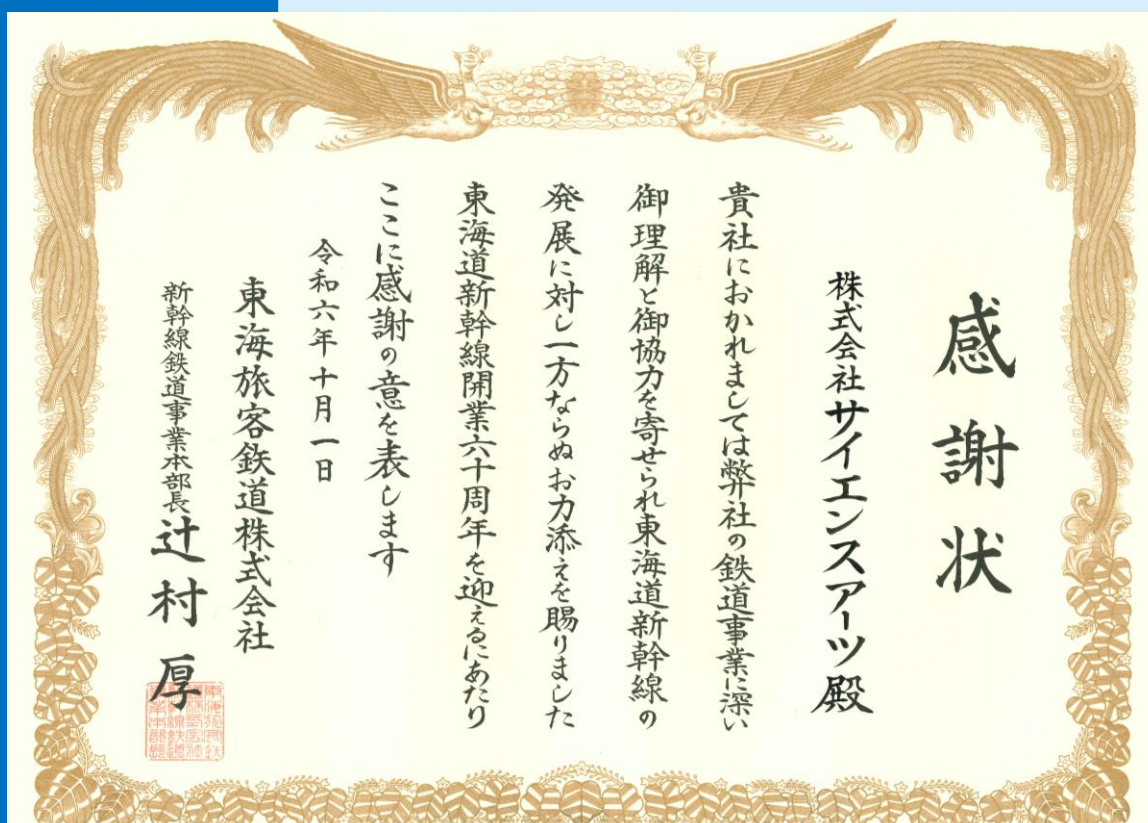 感謝状
株式会社サイエンスアーツ殿
貴社におかれましては弊社の鉄道事業に深い
御理解と御協力を寄せられ東海道新幹線の
発展に対し一方ならぬお力添えを賜りました
東海道新幹線開業六十周年を迎えるにあたり
ここに感謝の意を表します
令和六年十月一日
東海旅客鉄道株式会社
新幹線鉄道事業本部長辻村厚